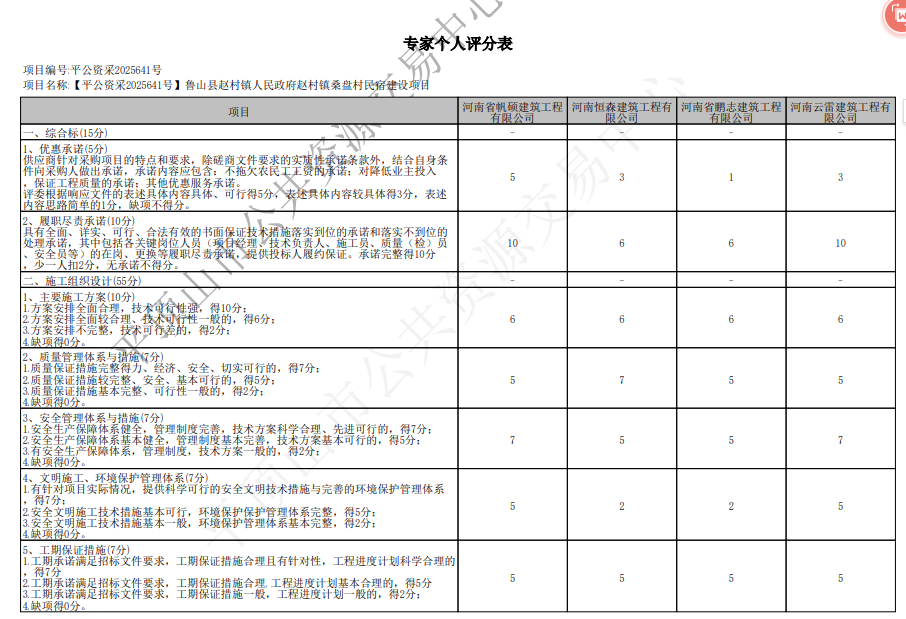 专家个人评分表
项目编号:平公资采2025641号
项目名称:【平公资采2025641号】鲁山县赵村镇人民政府赵村镇桑盘村民宿建设项目
项目 河南省帆硕建筑工程有限公司 河南恒森建筑工程有限公司 河南省鹏志建筑工程有限公司 河南云雷建筑工程有限公司
一、综合标(15分) - - - -
1、优惠承诺(5分)
供应商针对采购项目的特点和要求，除磋商文件要求的实质性承诺条款外，结合自身条
件向采购人做出承诺，承诺内容应包含：不拖欠农民工工资的承诺；对降低业主投入
，保证工程质量的承诺；其他优惠服务承诺。
评委根据响应文件的表述具体内容具体、可行得5分，表述具体内容较具体得3分，表述
内容思路简单的1分，缺项不得分。
5 3 1 3
2、履职尽责承诺(10分)
具有全面、详实、可行、合法有效的书面保证技术措施落实到位的承诺和落实不到位的
处理承诺，其中包括各关键岗位人员（项目经理、技术负责人、施工员、质量（检）员
、安全员等）的在岗、更换等履职尽责承诺，提供投标人履约保证。承诺完整得10分
，少一人扣2分，无承诺不得分。
10 6 6 10
二、施工组织设计(55分) - - - -
1、主要施工方案(10分)
1.方案安排全面合理，技术可行性强，得10分；
2.方案安排全面较合理、技术可行性一般的，得6分；
3.方案安排不完整，技术可行差的，得2分；
4.缺项得0分。
6 6 6 6
2、质量管理体系与措施(7分)
1.质量保证措施完整得力、经济、安全、切实可行的，得7分；
2.质量保证措施较完整、安全、基本可行的，得5分；
3.质量保证措施基本完整、可行性一般的，得2分；
4.缺项得0分。
5 7 5 5
3、安全管理体系与措施(7分)
1.安全生产保障体系健全，管理制度完善，技术方案科学合理、先进可行的，得7分；
2.安全生产保障体系基本健全，管理制度基本完善，技术方案基本可行的，得5分；
3.有安全生产保障体系，管理制度，技术方案一般的，得2分；
4.缺项得0分。
7 5 5 7
4、文明施工、环境保护管理体系(7分)
1.有针对项目实际情况，提供科学可行的安全文明技术措施与完善的环境保护管理体系
，得7分；
2.安全文明施工技术措施基本可行，环境保护保护管理体系完整，得5分；
3.安全文明施工技术措施基本一般，环境保护管理体系基本完整，得2分；
4.缺项得0分。
5 2 2 5
5、工期保证措施(7分)
1.工期承诺满足招标文件要求，工期保证措施合理且有针对性，工程进度计划科学合理的
，得7分
2.工期承诺满足招标文件要求，工期保证措施合理,工程进度计划基本合理的，得5分
3.工期承诺满足招标文件要求，工期保证措施一般，工程进度计划一般的，得2分；
4.缺项得0分。
5 5 5 5
平顶山市公共资源交易中心
平顶山市公共资源交易中心